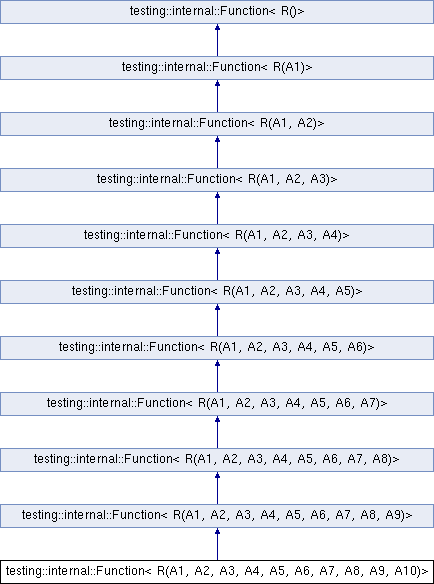 testing::internal::Function< R()>
testing::internal::Function< R(A1)>
testing::internal::Function< R(A1, A2)>
testing::internal::Function< R(A1, A2, A3)>
testing::internal::Function< R(A1, A2, A3, A4)>
testing::internal::Function< R(A1, A2, A3, A4, A5)>
testing::internal::Function< R(A1, A2, A3, A4, A5, A6)>
testing::internal::Function< R(A1, A2, A3, A4, A5, A6, A7)>
testing::internal::Function< R(A1, A2, A3, A4, A5, A6, A7, A8)>
testing::internal::Function< R(A1, A2, A3, A4, A5, A6, A7, A8, A9)>
testing::internal::Function< R(A1, A2, A3, A4, A5, A6, A7, A8, A9, A10)>